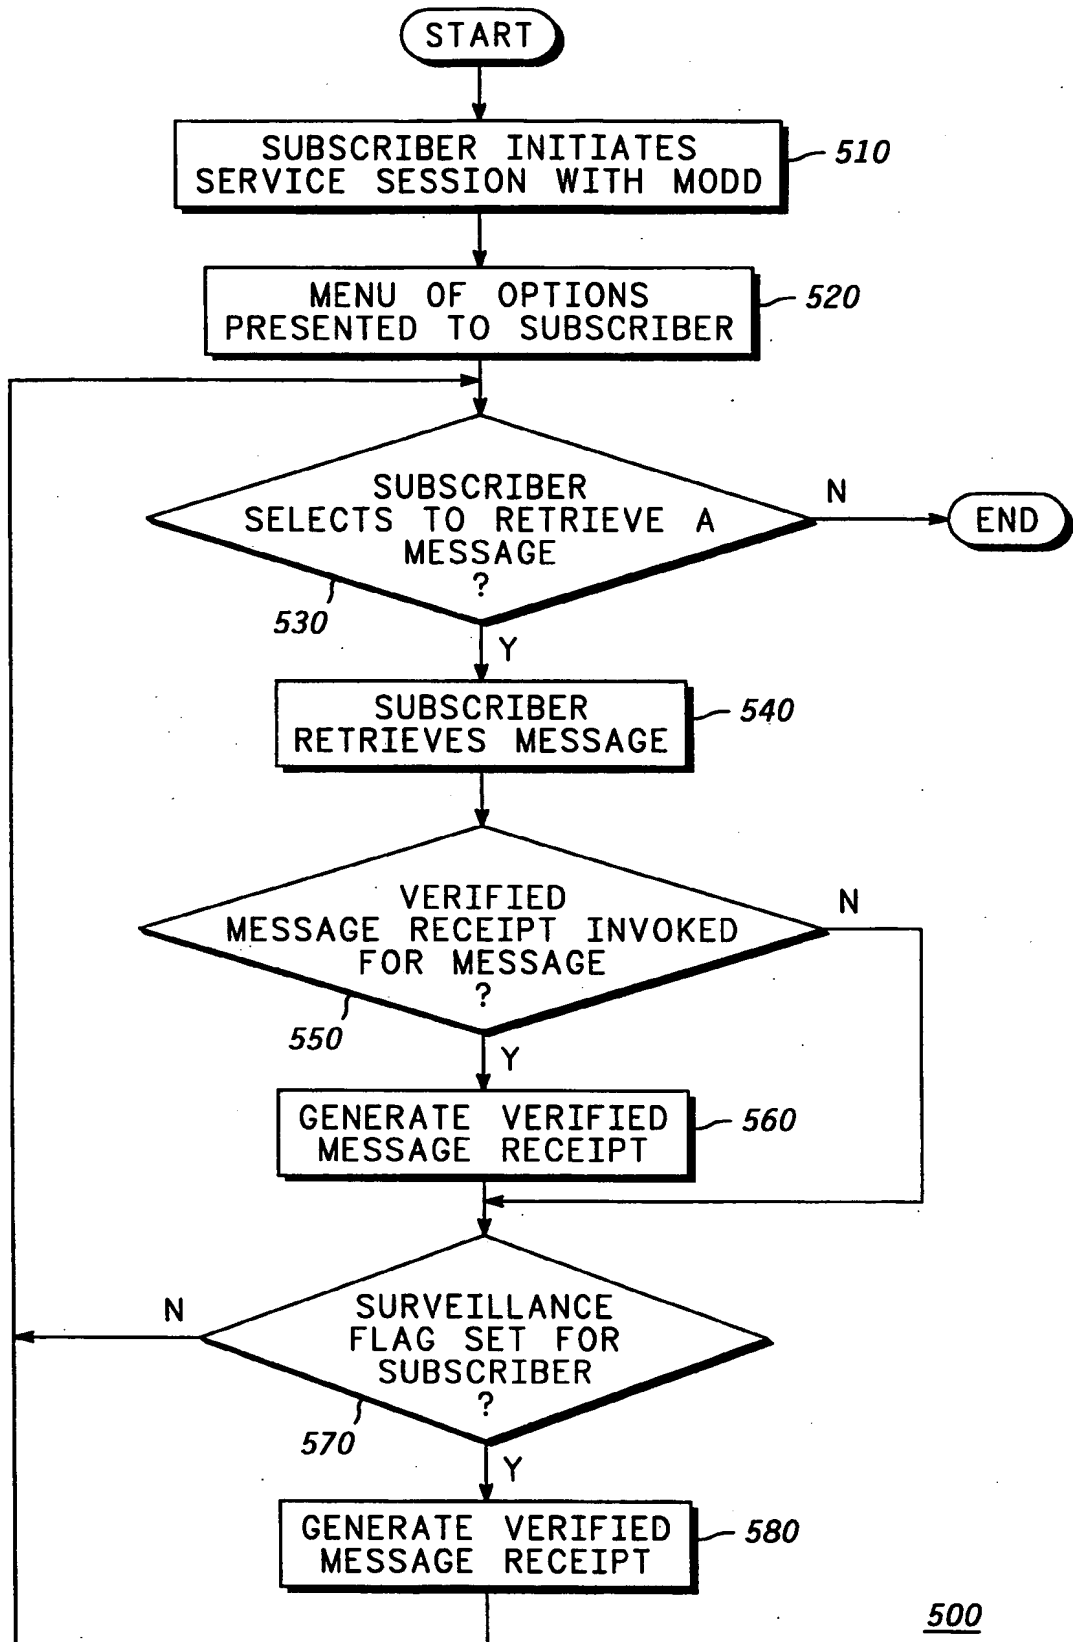 START
SUBSCRIBER INITIATES
SERVICE SESSION WITH MODD
510
MENU OF OPTIONS
PRESENTED TO SUBSCRIBER
520
SUBSCRIBER
SELECTS TO RETRIEVE A
MESSAGE
?
530
N
END
Y
SUBSCRIBER
RETRIEVES MESSAGE
540
VERIFIED
MESSAGE RECEIPT INVOKED
FOR MESSAGE
?
550
N
Y
GENERATE VERIFIED
MESSAGE RECEIPT
560
N
SURVEILLANCE
FLAG SET FOR
SUBSCRIBER
?
570
Y
GENERATE VERIFIED
MESSAGE RECEIPT
580
500